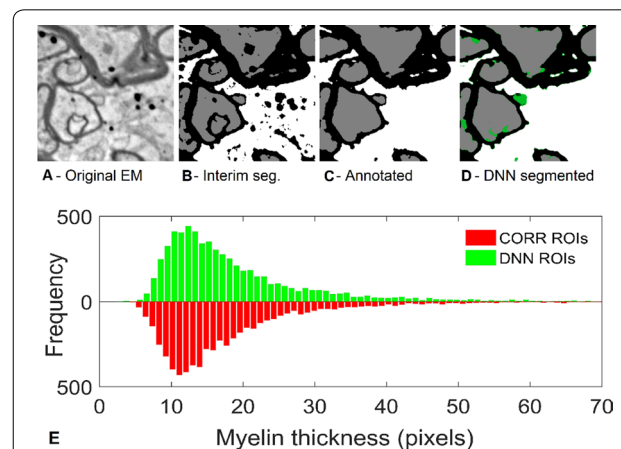 A - Original EM
B - Interim seg.
C - Annotated
D - DNN segmented
500
CORR ROIs
DNN ROIs
Frequency
0
500
0 10 20 30 40 50 60 70
E
Myelin thickness (pixels)